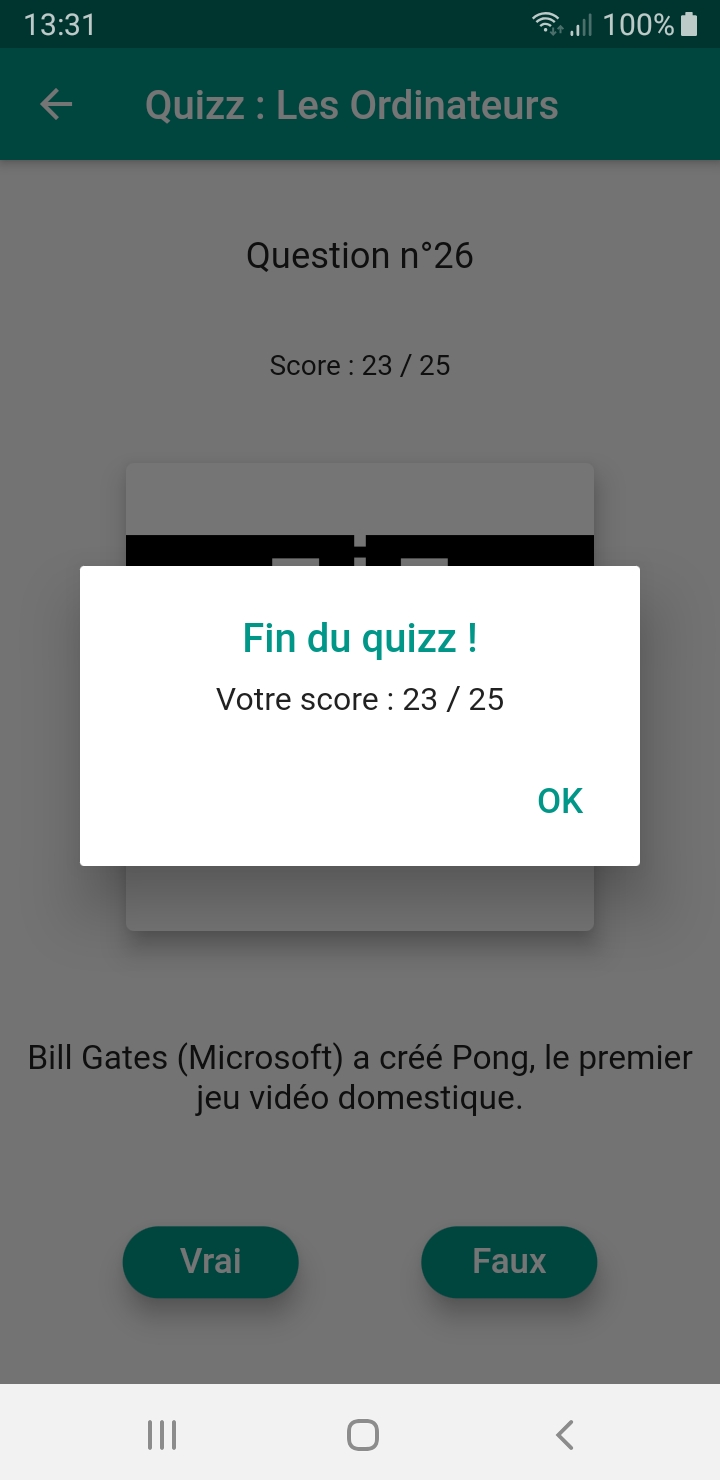 13:31
100%
Quizz : Les Ordinateurs
Question n°26
Score : 23 / 25
Fin du quizz !
Votre score : 23 / 25
OK
Bill Gates (Microsoft) a créé Pong, le premier
jeu vidéo domestique.
Vrai
Faux